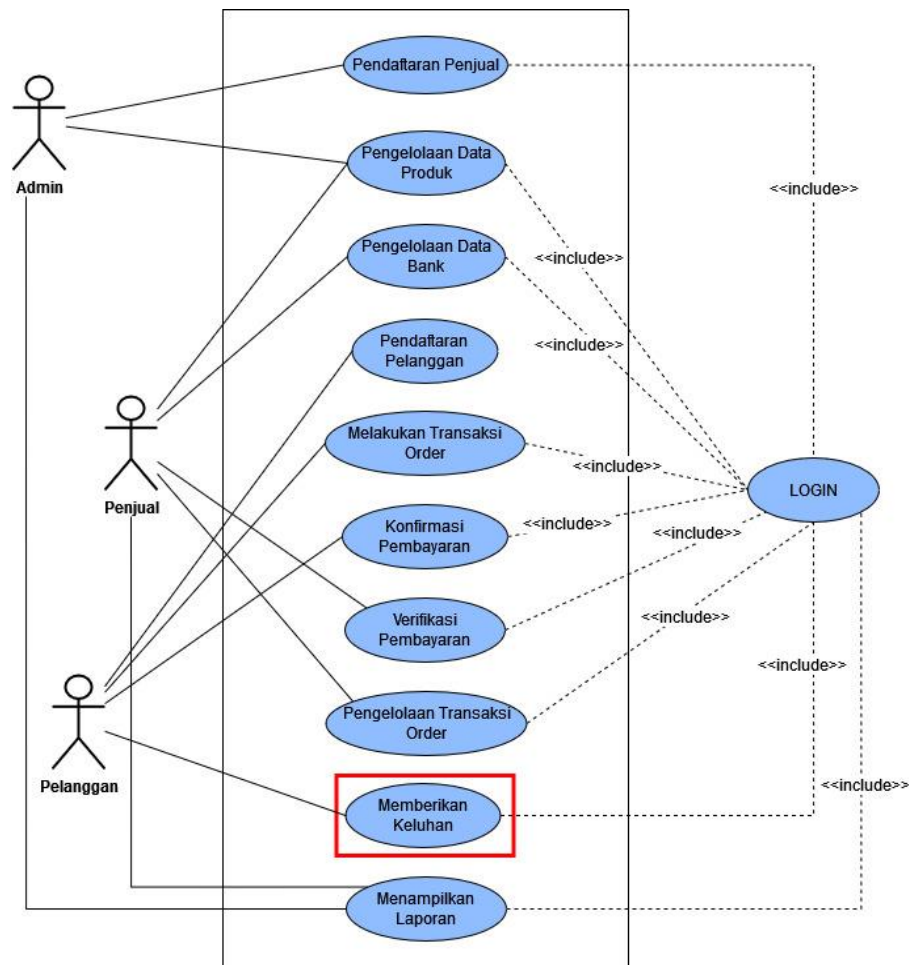 Pendaftaran Penjual
Admin
Pengelolaan Data
Produk
<<include>>
Pengelolaan Data
Bank
<<include>>
Pendaftaran
Pelanggan
<<include>>
Penjual
Melakukan Transaksi
Order
<<include>>
LOGIN
Konfirmasi
Pembayaran
<<include>>
<<include>>
Verifikasi
Pembayaran
<<include>>
Pelanggan
Pengelolaan Transaksi
Order
<<include>>
Memberikan
Keluhan
<<include>>
Menampilkan
Laporan